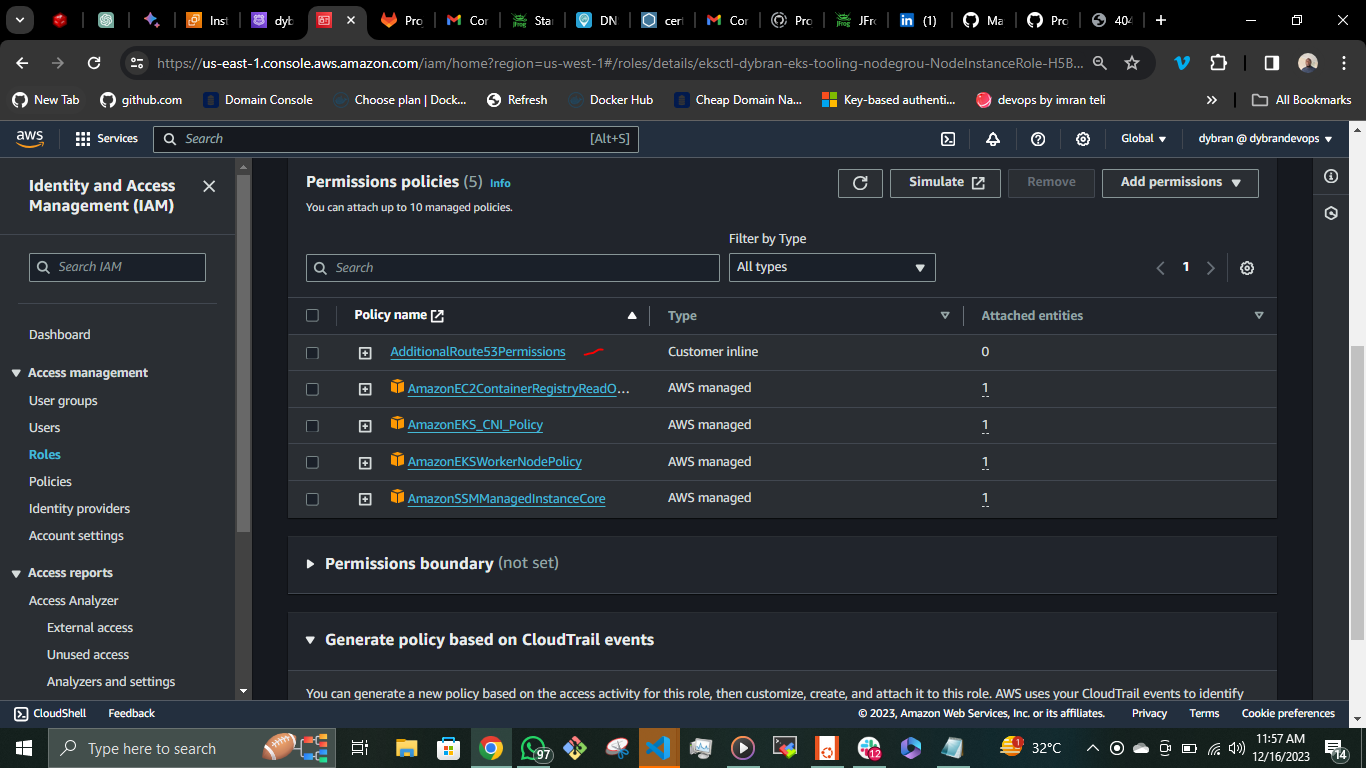 Inst
dyb
Pro
Cor
Star
DN
cert
Cor
Pro
JFro
(1)
Ma
Pro
404
https://us-east-1.console.aws.amazon.com/iam/home?region=us-west-1#/roles/details/eksctl-dybran-eks-tooling-nodegrou-NodeInstanceRole-H5B...
New Tab
github.com
Domain Console
Choose plan | Dock...
Refresh
Docker Hub
Cheap Domain Na...
Key-based authenti...
devops by imran teli
»
All Bookmarks
aws
Services
Search
[Alt+S]
Global
dybran @ dybrandevops
Identity and Access
Management (IAM)
Search IAM
Dashboard
Access management
User groups
Users
Roles
Policies
Identity providers
Account settings
Access reports
Access Analyzer
External access
Unused access
Analyzers and settings
Permissions policies (5) Info
You can attach up to 10 managed policies.
Simulate
Remove
Add permissions
Filter by Type
Search
All types
1
Policy name
Type
Attached entities
AdditionalRoute53Permissions
Customer inline
0
AmazonEC2ContainerRegistryReadO...
AWS managed
1
AmazonEKS_CNI_Policy
AWS managed
1
AmazonEKSWorkerNodePolicy
AWS managed
1
AmazonSSMManagedInstanceCore
AWS managed
1
Permissions boundary (not set)
Generate policy based on CloudTrail events
You can generate a new policy based on the access activity for this role, then customize, create, and attach it to this role. AWS uses your CloudTrail events to identify
CloudShell
Feedback
© 2023, Amazon Web Services, Inc. or its affiliates.
Privacy
Terms
Cookie preferences
Type here to search
97
12
1
32°C
11:57 AM
12/16/2023
14